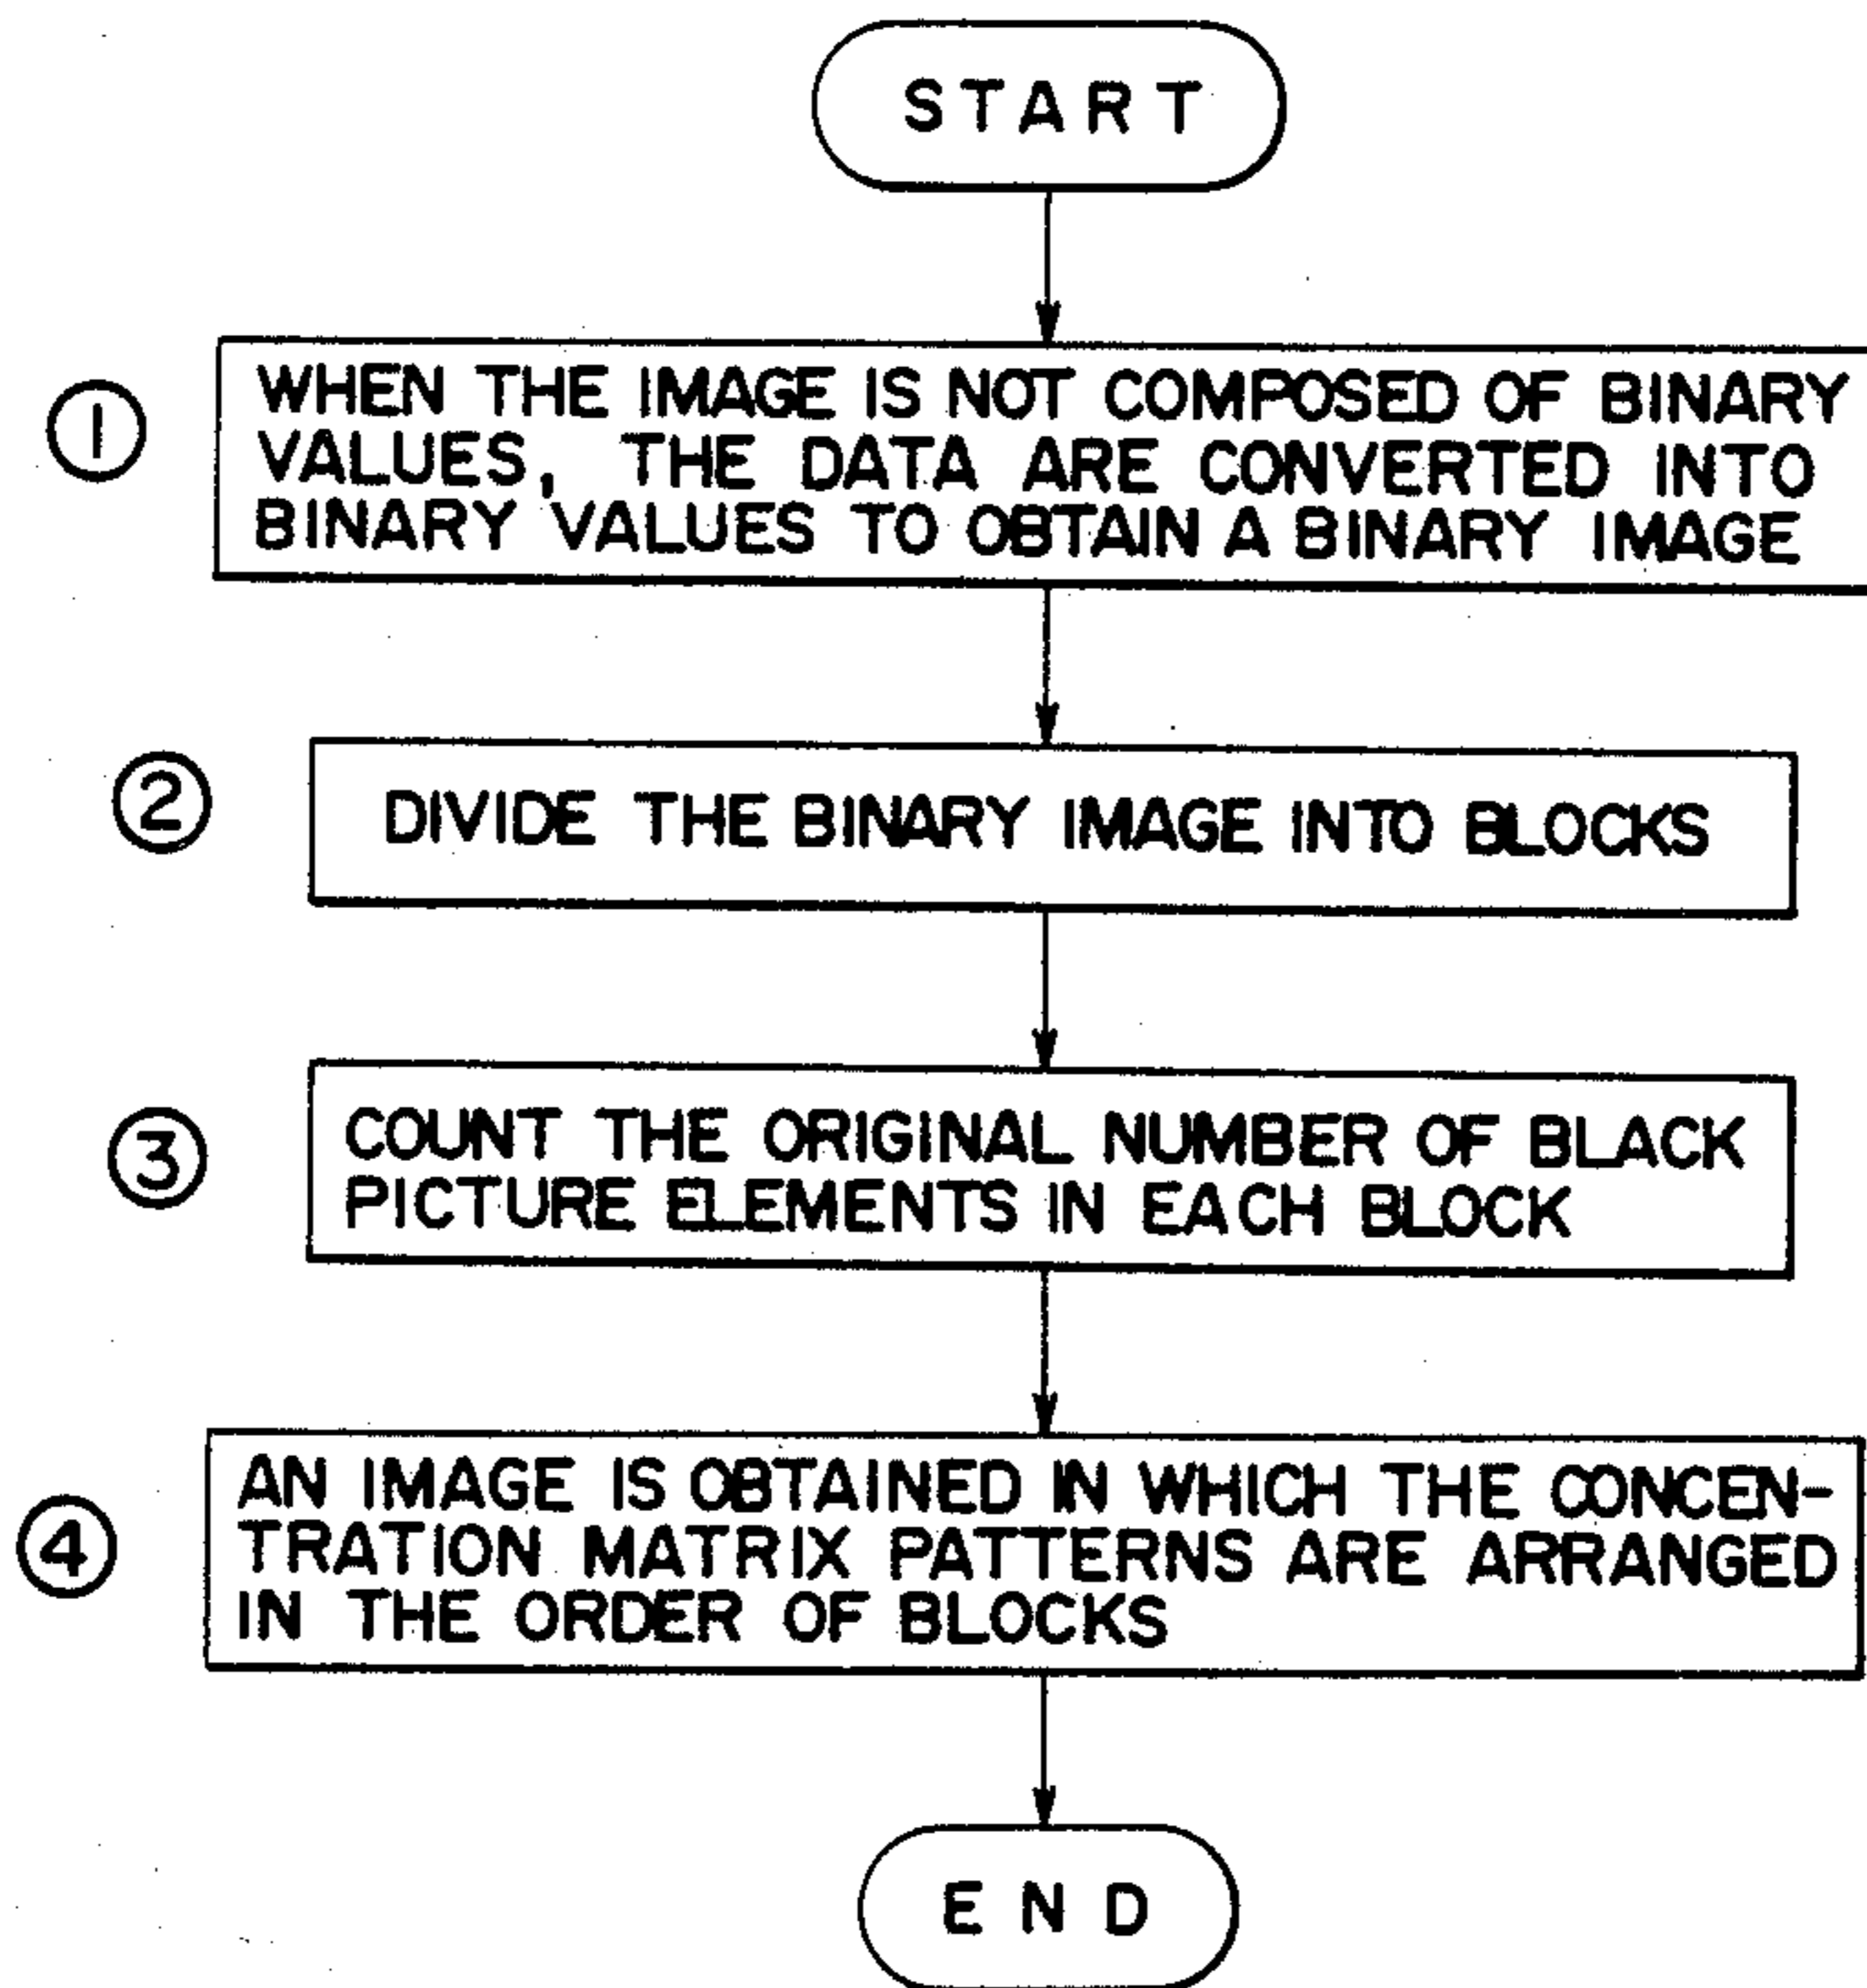 START
①
WHEN THE IMAGE IS NOT COMPOSED OF BINARY
VALUES, THE DATA ARE CONVERTED INTO
BINARY VALUES TO OBTAIN A BINARY IMAGE
②
DIVIDE THE BINARY IMAGE INTO BLOCKS
③
COUNT THE ORIGINAL NUMBER OF BLACK
PICTURE ELEMENTS IN EACH BLOCK
④
AN IMAGE IS OBTAINED IN WHICH THE CONCEN-
TRATION MATRIX PATTERNS ARE ARRANGED
IN THE ORDER OF BLOCKS
END